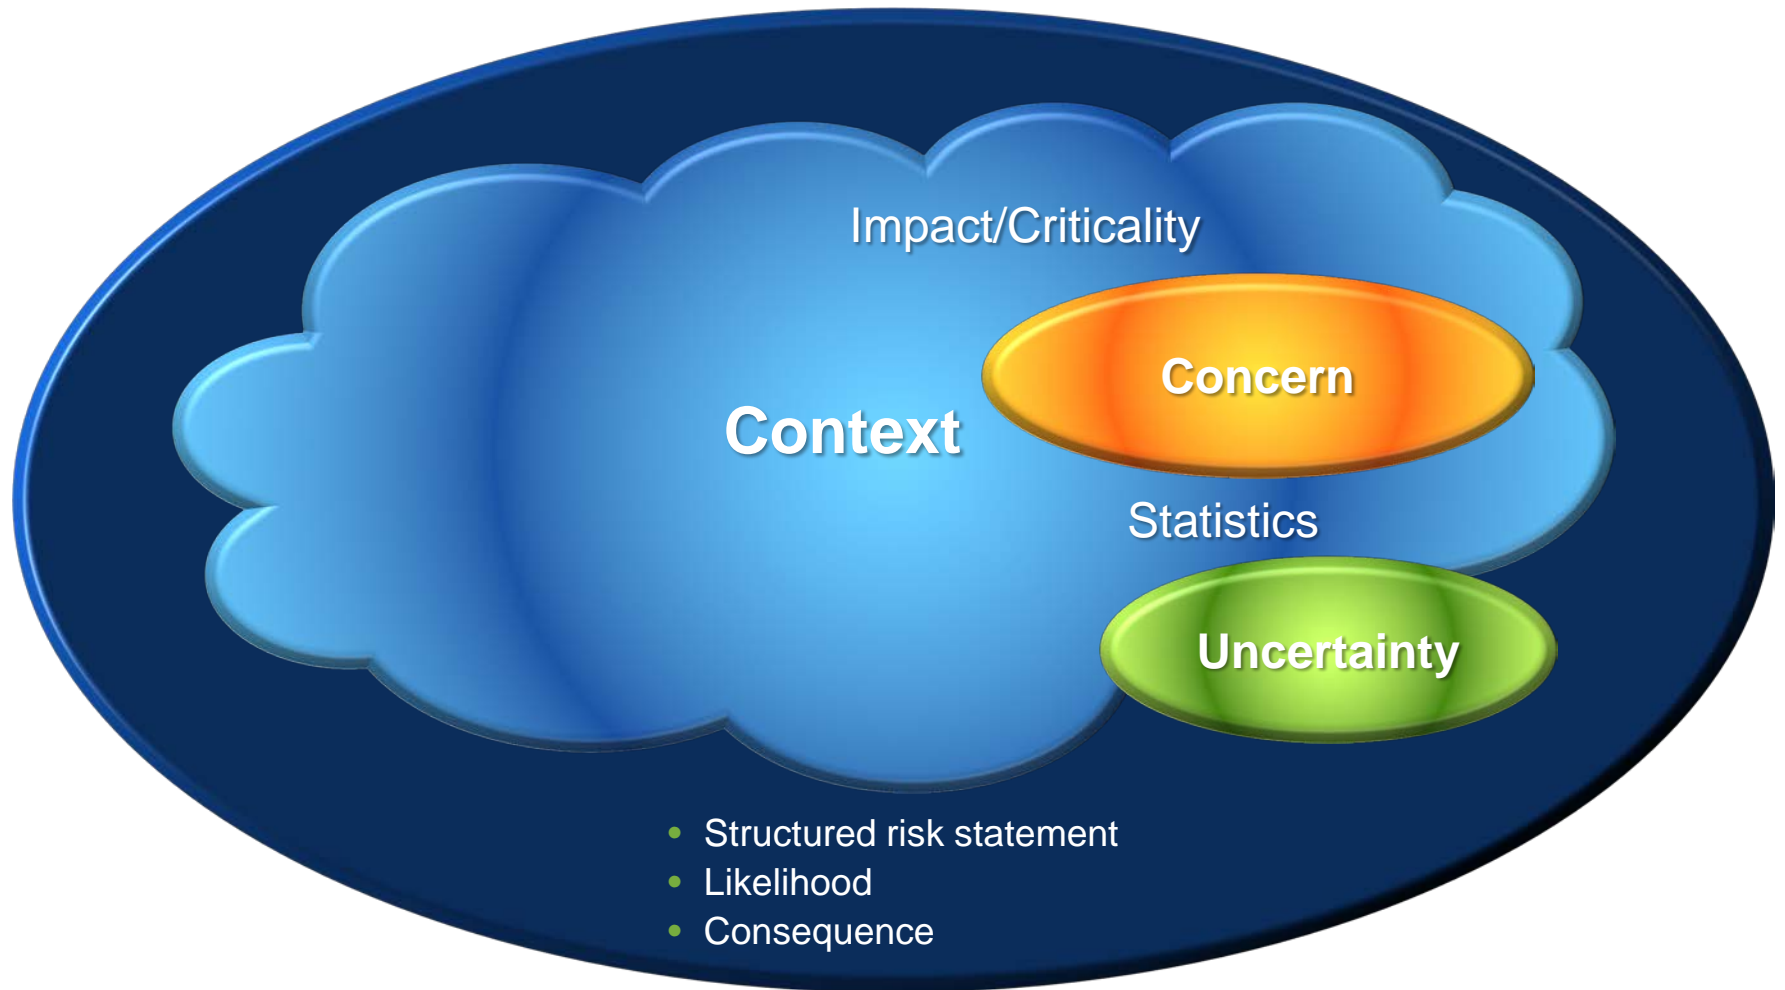 Impact/Criticality
Concern
Context
Statistics
Uncertainty
• Structured risk statement
• Likelihood
• Consequence